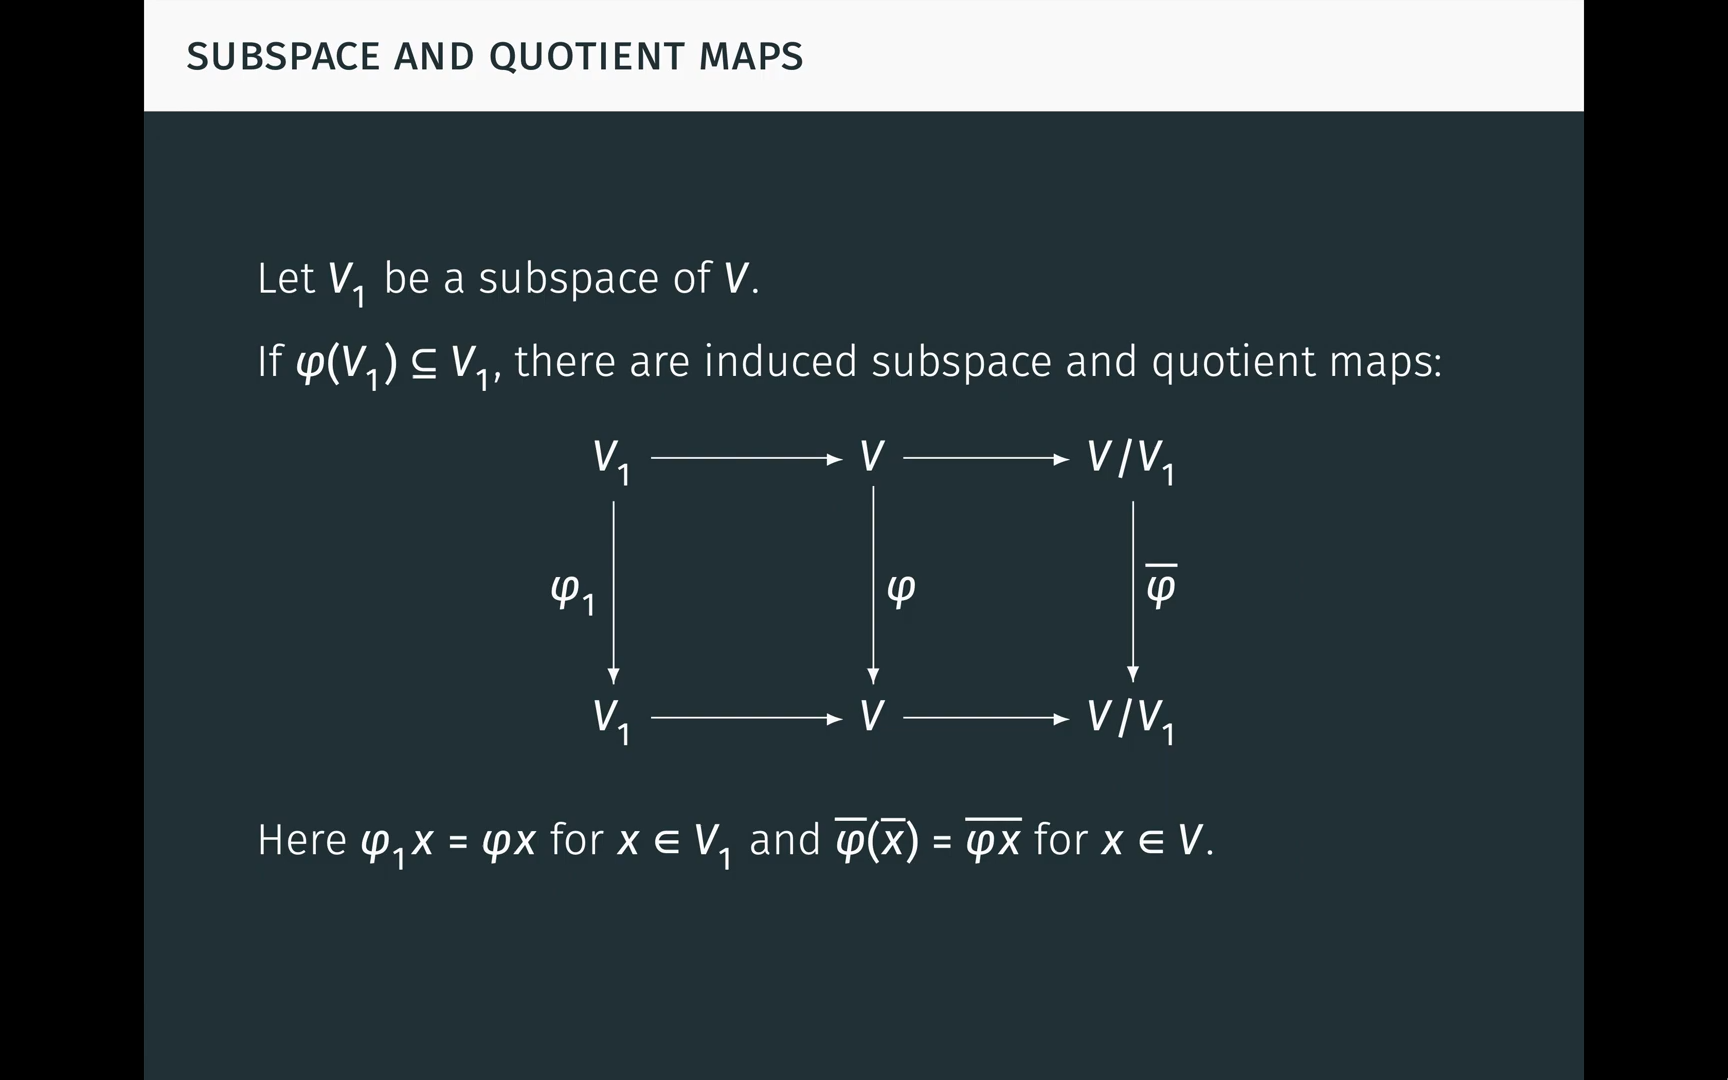 SUBSPACE AND QUOTIENT MAPS
Let V₁ be a subspace of V.
If φ(V₁) ⊆ V₁, there are induced subspace and quotient maps:
V₁ V V/V₁
φ₁ φ φ̅
V₁ V V/V₁
Here φ₁x = φx for x ∈ V₁ and φ̅(x̅) = φ̅x̅ for x ∈ V.